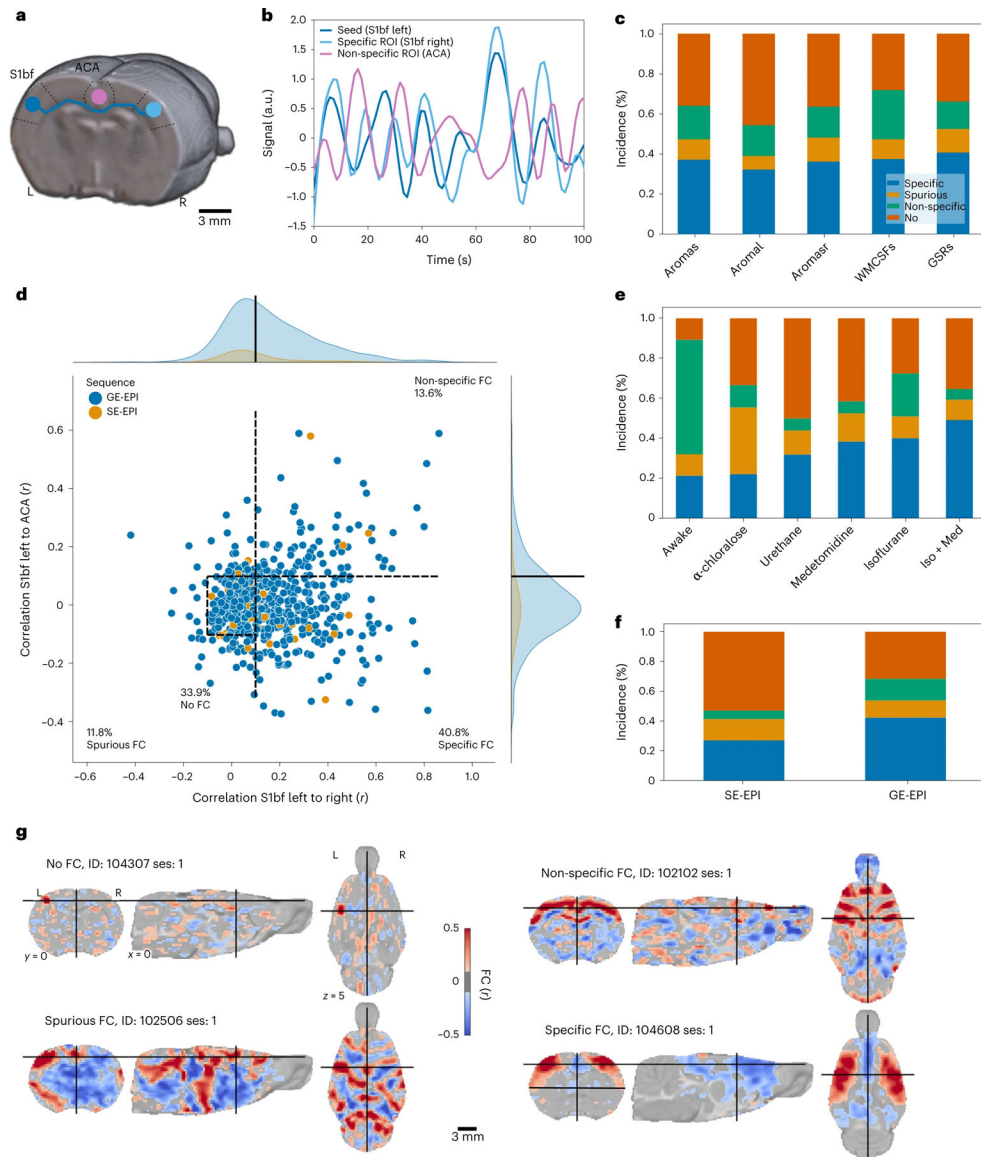 a
S1bf
ACA
L
R
3 mm
b
Seed (S1bf left)
Specific ROI (S1bf right)
Non-specific ROI (ACA)
2.0
1.5
1.0
0.5
0
−0.5
−1.0
−1.5
Signal (a.u.)
0
20
40
60
80
100
Time (s)
c
1.0
0.8
0.6
0.4
0.2
0
Incidence (%)
Specific
Spurious
Non-specific
No
Aromas
Aromal
Aromasr
WMCSFs
GSRs
d
Sequence
GE-EPI
SE-EPI
Non-specific FC
13.6%
0.6
0.4
0.2
0
−0.2
−0.4
Correlation S1bf left to ACA (r)
33.9%
No FC
11.8%
Spurious FC
40.8%
Specific FC
−0.6
−0.4
−0.2
0
0.2
0.4
0.6
0.8
1.0
Correlation S1bf left to right (r)
e
1.0
0.8
0.6
0.4
0.2
0
Incidence (%)
Awake
α-chloralose
Urethane
Medetomidine
Isoflurane
Iso + Med
f
1.0
0.8
0.6
0.4
0.2
0
Incidence (%)
SE-EPI
GE-EPI
g
No FC, ID: 104307 ses: 1
L
R
L
R
y = 0
x = 0
z = 5
0.5
0
−0.5
FC (r)
Non-specific FC, ID: 102102 ses: 1
Spurious FC, ID: 102506 ses: 1
Specific FC, ID: 104608 ses: 1
3 mm